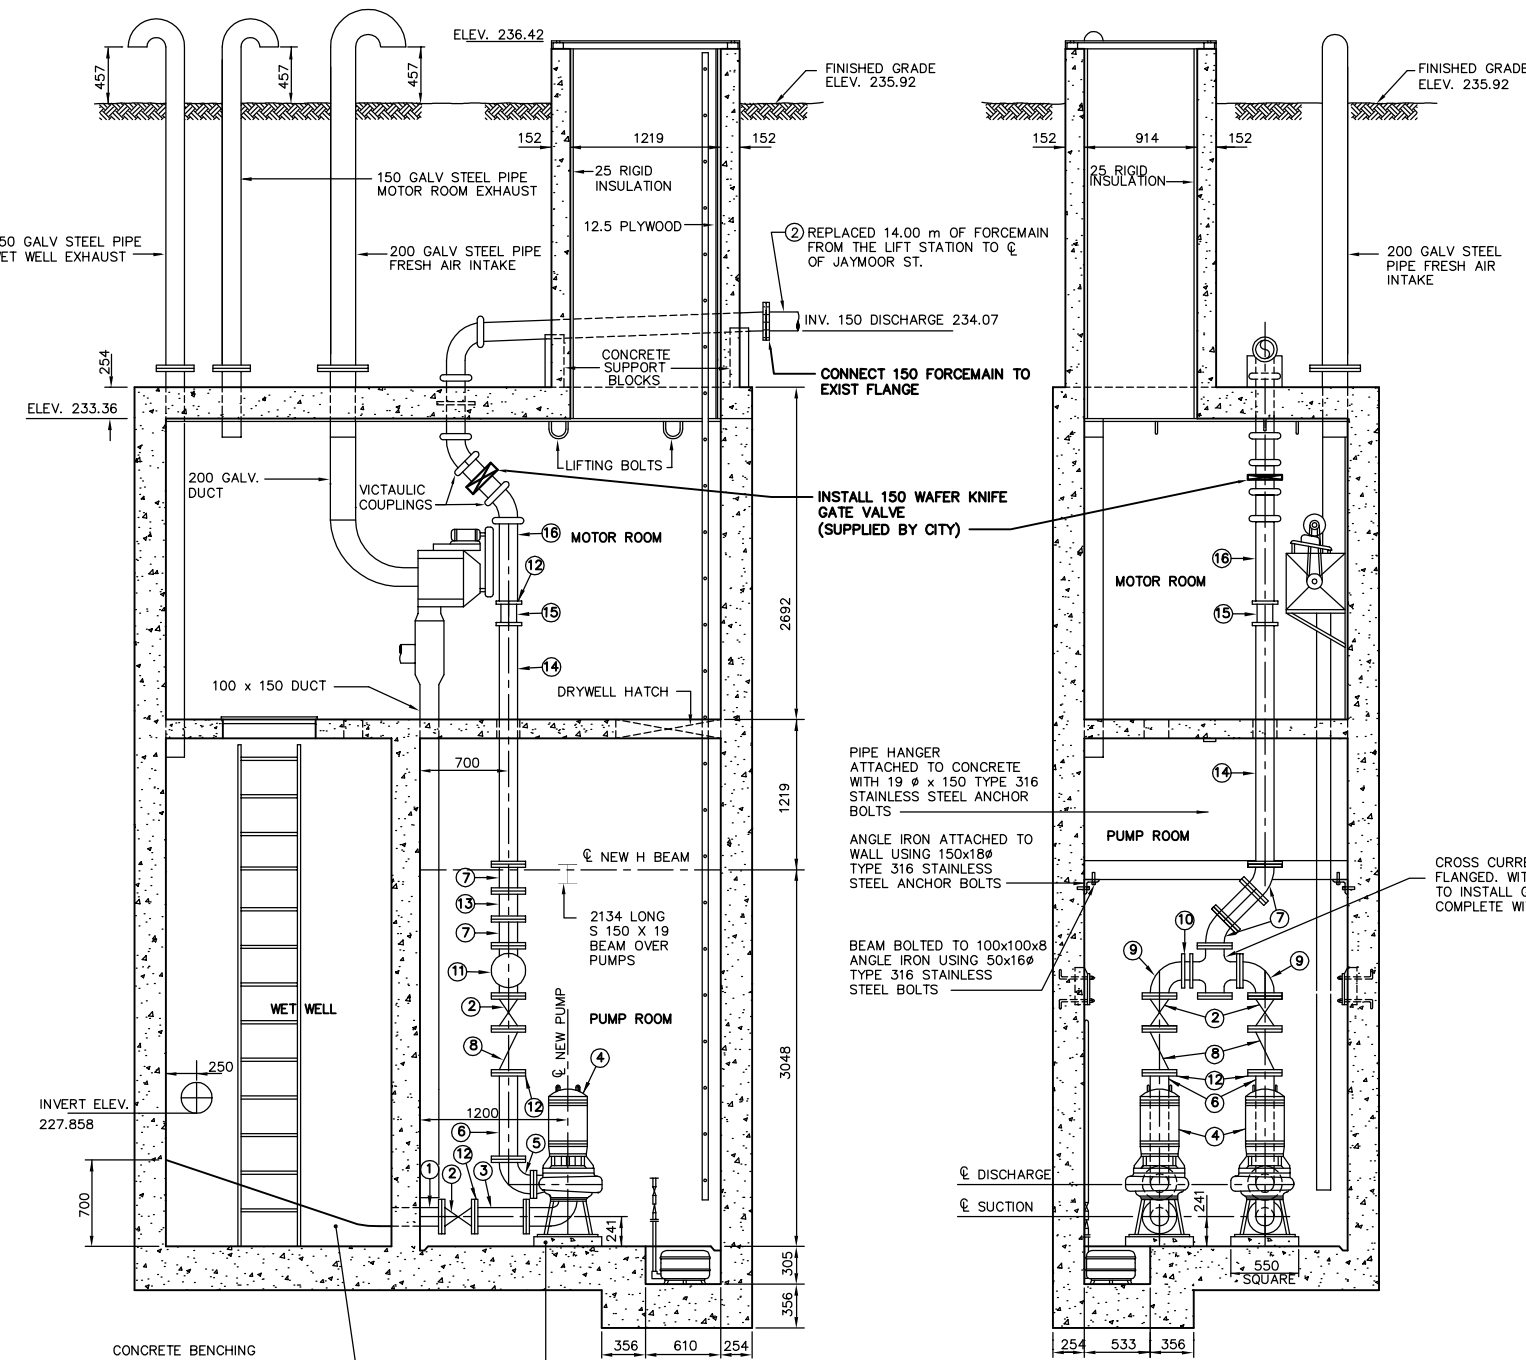 ELEV. 236.42
457
457
457
FINISHED GRADE
ELEV. 235.92
152
1219
152
25 RIGID
INSULATION
150 GALV STEEL PIPE
MOTOR ROOM EXHAUST
12.5 PLYWOOD
50 GALV STEEL PIPE
WET WELL EXHAUST
200 GALV STEEL PIPE
FRESH AIR INTAKE
2 REPLACED 14.00 m OF FORCEMAIN
FROM THE LIFT STATION TO ℄
OF JAYMOOR ST.
INV. 150 DISCHARGE 234.07
254
CONCRETE
SUPPORT
BLOCKS
CONNECT 150 FORCEMAIN TO
EXIST FLANGE
ELEV. 233.36
LIFTING BOLTS
200 GALV.
DUCT
VICTAULIC
COUPLINGS
INSTALL 150 WAFER KNIFE
GATE VALVE
(SUPPLIED BY CITY)
16
MOTOR ROOM
12
15
2692
14
100 x 150 DUCT
DRYWELL HATCH
700
1219
℄ NEW H BEAM
7
13
7
2134 LONG
S 150 X 19
BEAM OVER
PUMPS
11
WET WELL
2
PUMP ROOM
8
℄ NEW PUMP
4
3048
250
INVERT ELEV.
227.858
1200
12
6
5
12
1
2
3
700
241
305
356
356
610
254
CONCRETE BENCHING
FINISHED GRADE
ELEV. 235.92
152
914
152
25 RIGID
INSULATION
200 GALV STEEL
PIPE FRESH AIR
INTAKE
16
MOTOR ROOM
15
PIPE HANGER
ATTACHED TO CONCRETE
WITH 19 ø x 150 TYPE 316
STAINLESS STEEL ANCHOR
BOLTS
14
PUMP ROOM
ANGLE IRON ATTACHED TO
WALL USING 150x18ø
TYPE 316 STAINLESS
STEEL ANCHOR BOLTS
CROSS CURRE
FLANGED. WIT
TO INSTALL
COMPLETE WI
7
10
BEAM BOLTED TO 100x100x8
ANGLE IRON USING 50x16ø
TYPE 316 STAINLESS
STEEL BOLTS
9
9
2
8
12
6
4
℄ DISCHARGE
℄ SUCTION
241
550
SQUARE
254
533
356